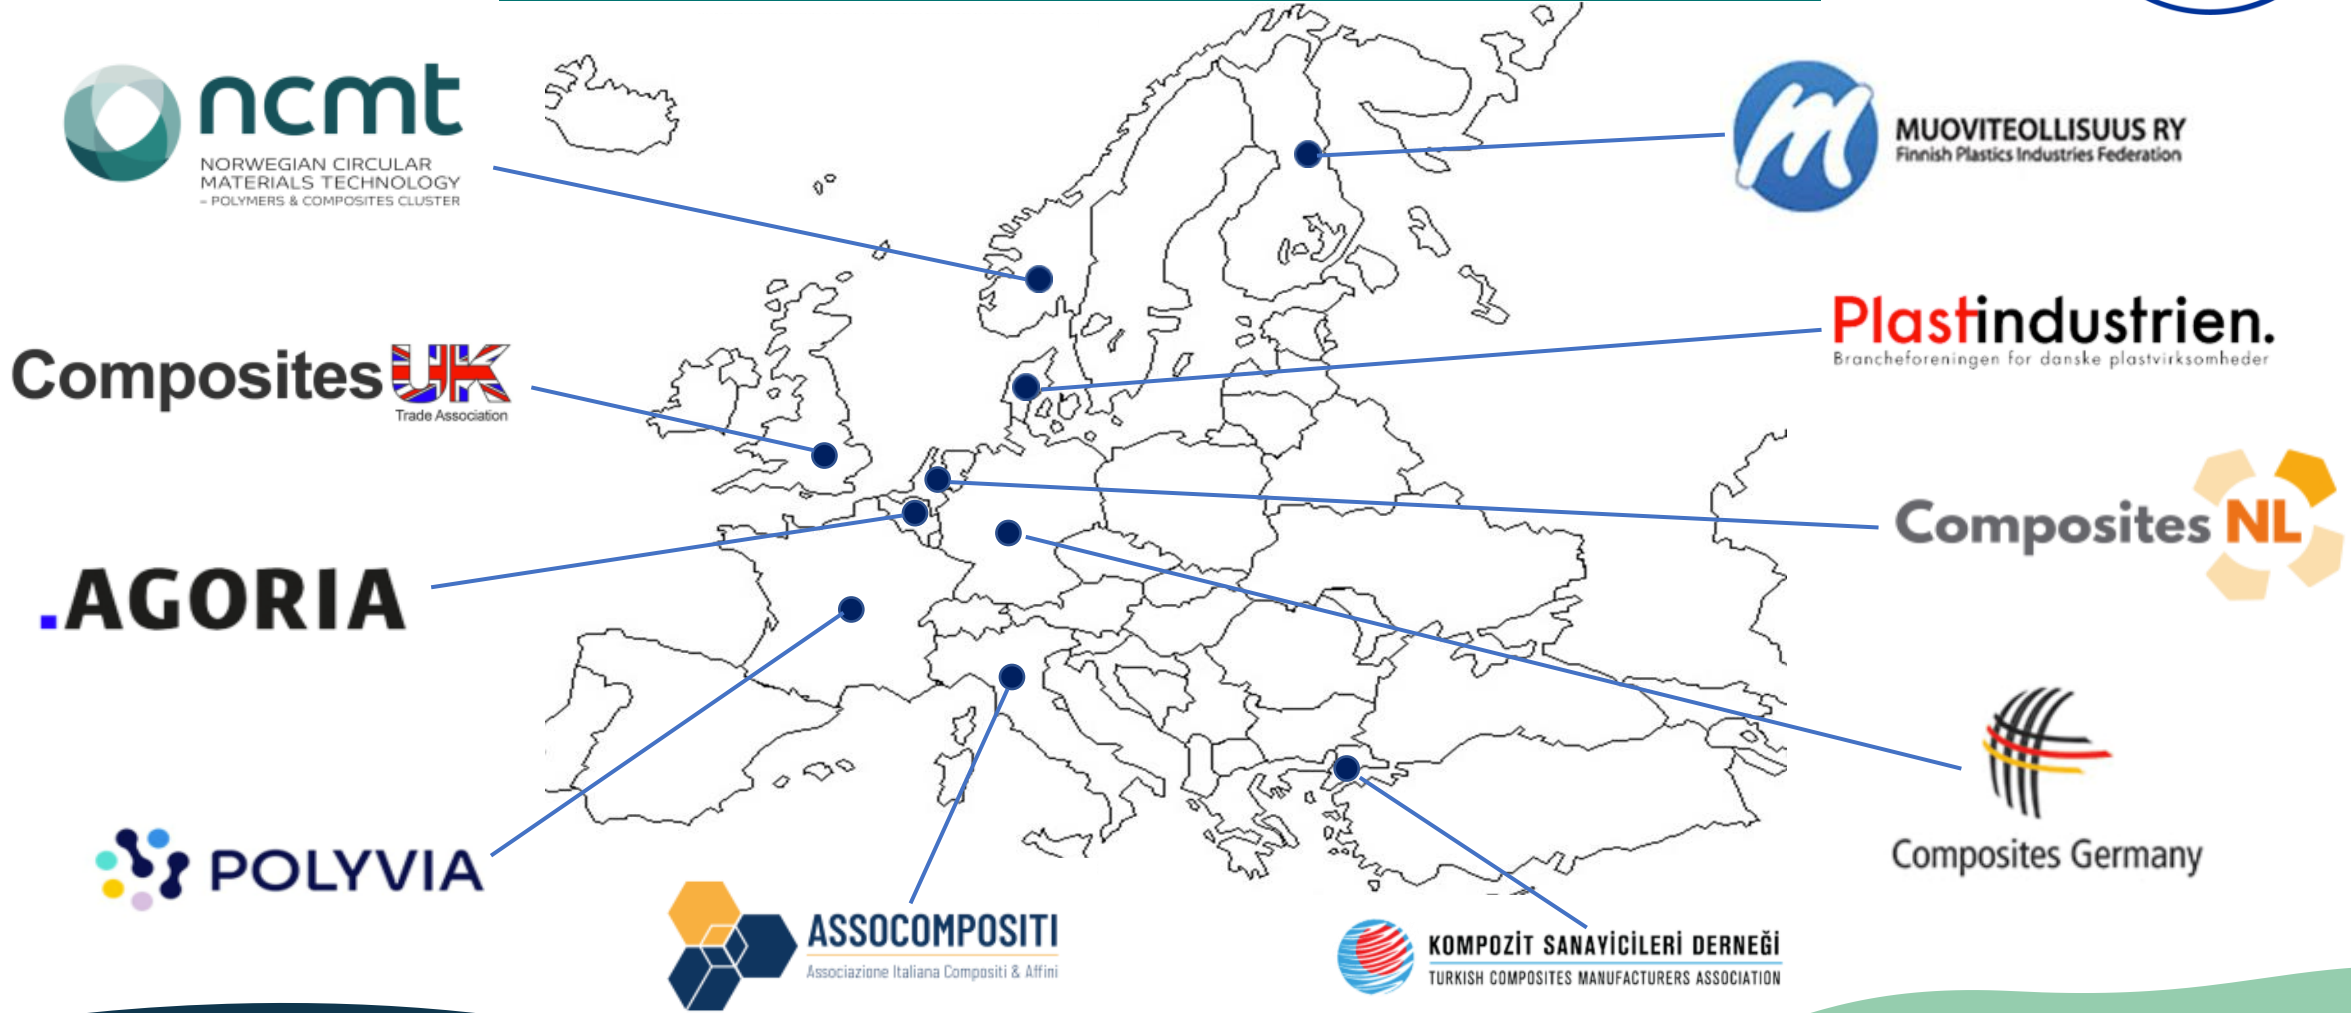 ncmt
NORWEGIAN CIRCULAR
MATERIALS TECHNOLOGY
– POLYMERS & COMPOSITES CLUSTER
MUOVITEOLLISUUS RY
Finnish Plastics Industries Federation
Composites UK
Trade Association
Plastindustrien.
Brancheforeningen for danske plastvirksomheder
Composites NL
.AGORIA
POLYVIA
Composites Germany
ASSOCOMPOSITI
Associazione Italiana Compositi & Affini
KOMPOZİT SANAYİCİLERİ DERNEĞİ
TURKISH COMPOSITES MANUFACTURERS ASSOCIATION